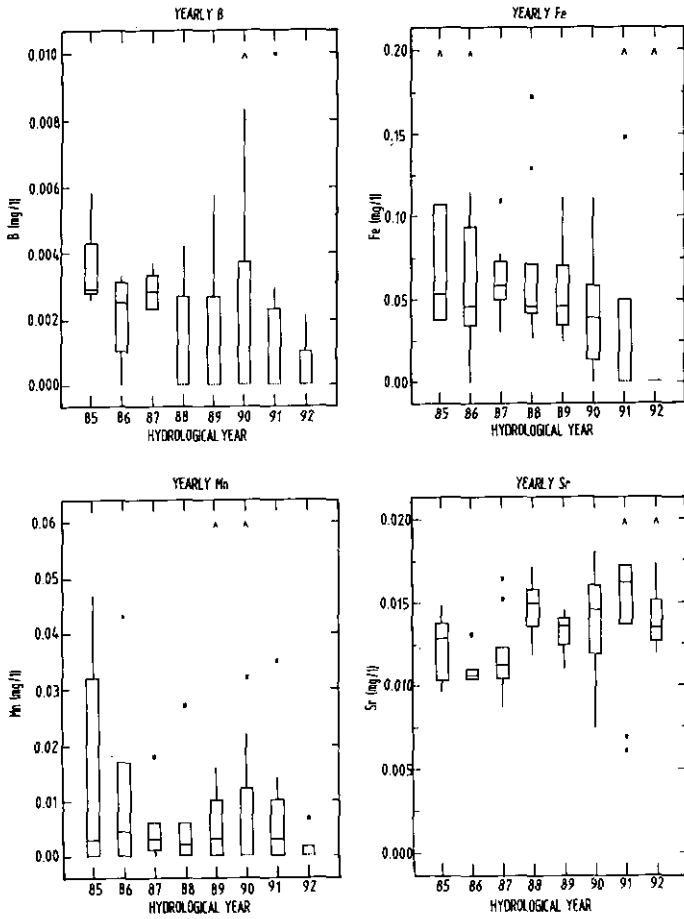 YEARLY B
0.010
0.008
0.006
0.004
0.002
0.000
B (mg/l)
85 86 87 88 89 90 91 92
HYDROLOGICAL YEAR
YEARLY Fe
0.20
0.15
0.10
0.05
0.00
Fe (mg/l)
85 86 87 88 89 90 91 92
HYDROLOGICAL YEAR
YEARLY Mn
0.06
0.05
0.04
0.03
0.02
0.01
0.00
Mn (mg/l)
85 86 87 88 89 90 91 92
HYDROLOGICAL YEAR
YEARLY Sr
0.020
0.015
0.010
0.005
0.000
Sr (mg/l)
85 86 87 88 89 90 91 92
HYDROLOGICAL YEAR